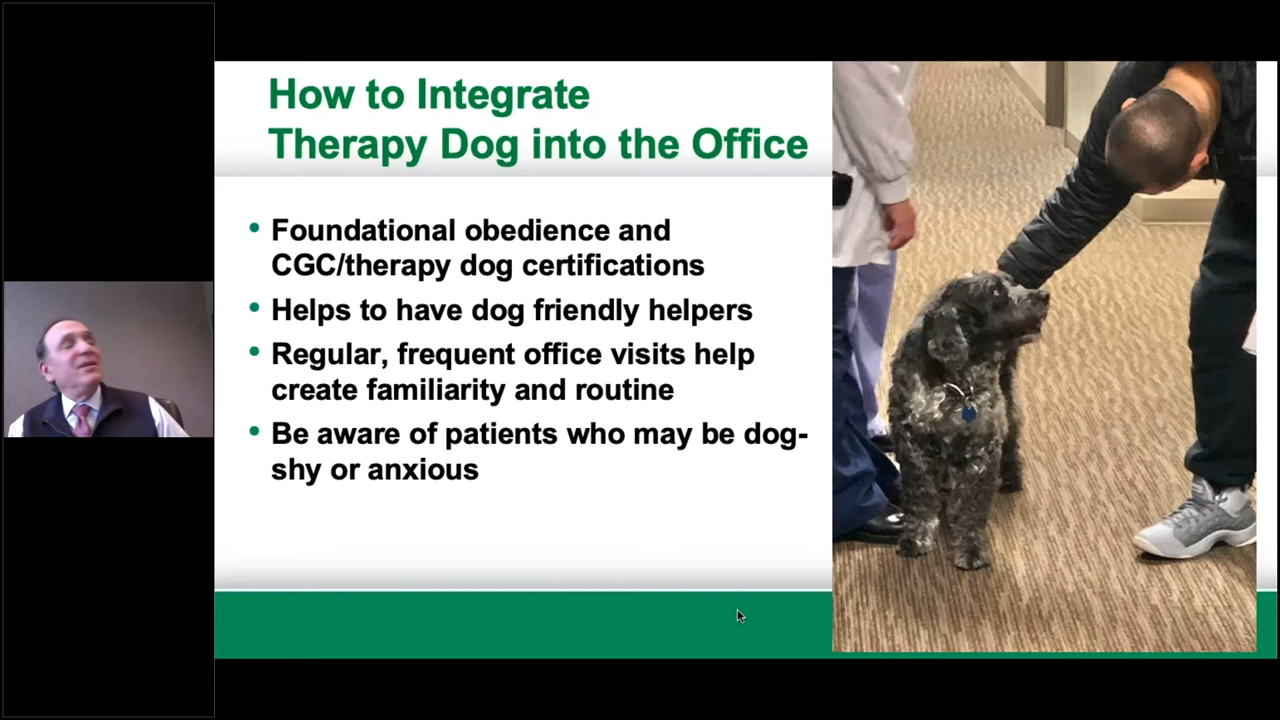 How to Integrate
Therapy Dog into the Office
• Foundational obedience and
CGC/therapy dog certifications
• Helps to have dog friendly helpers
• Regular, frequent office visits help
create familiarity and routine
• Be aware of patients who may be dog-
shy or anxious